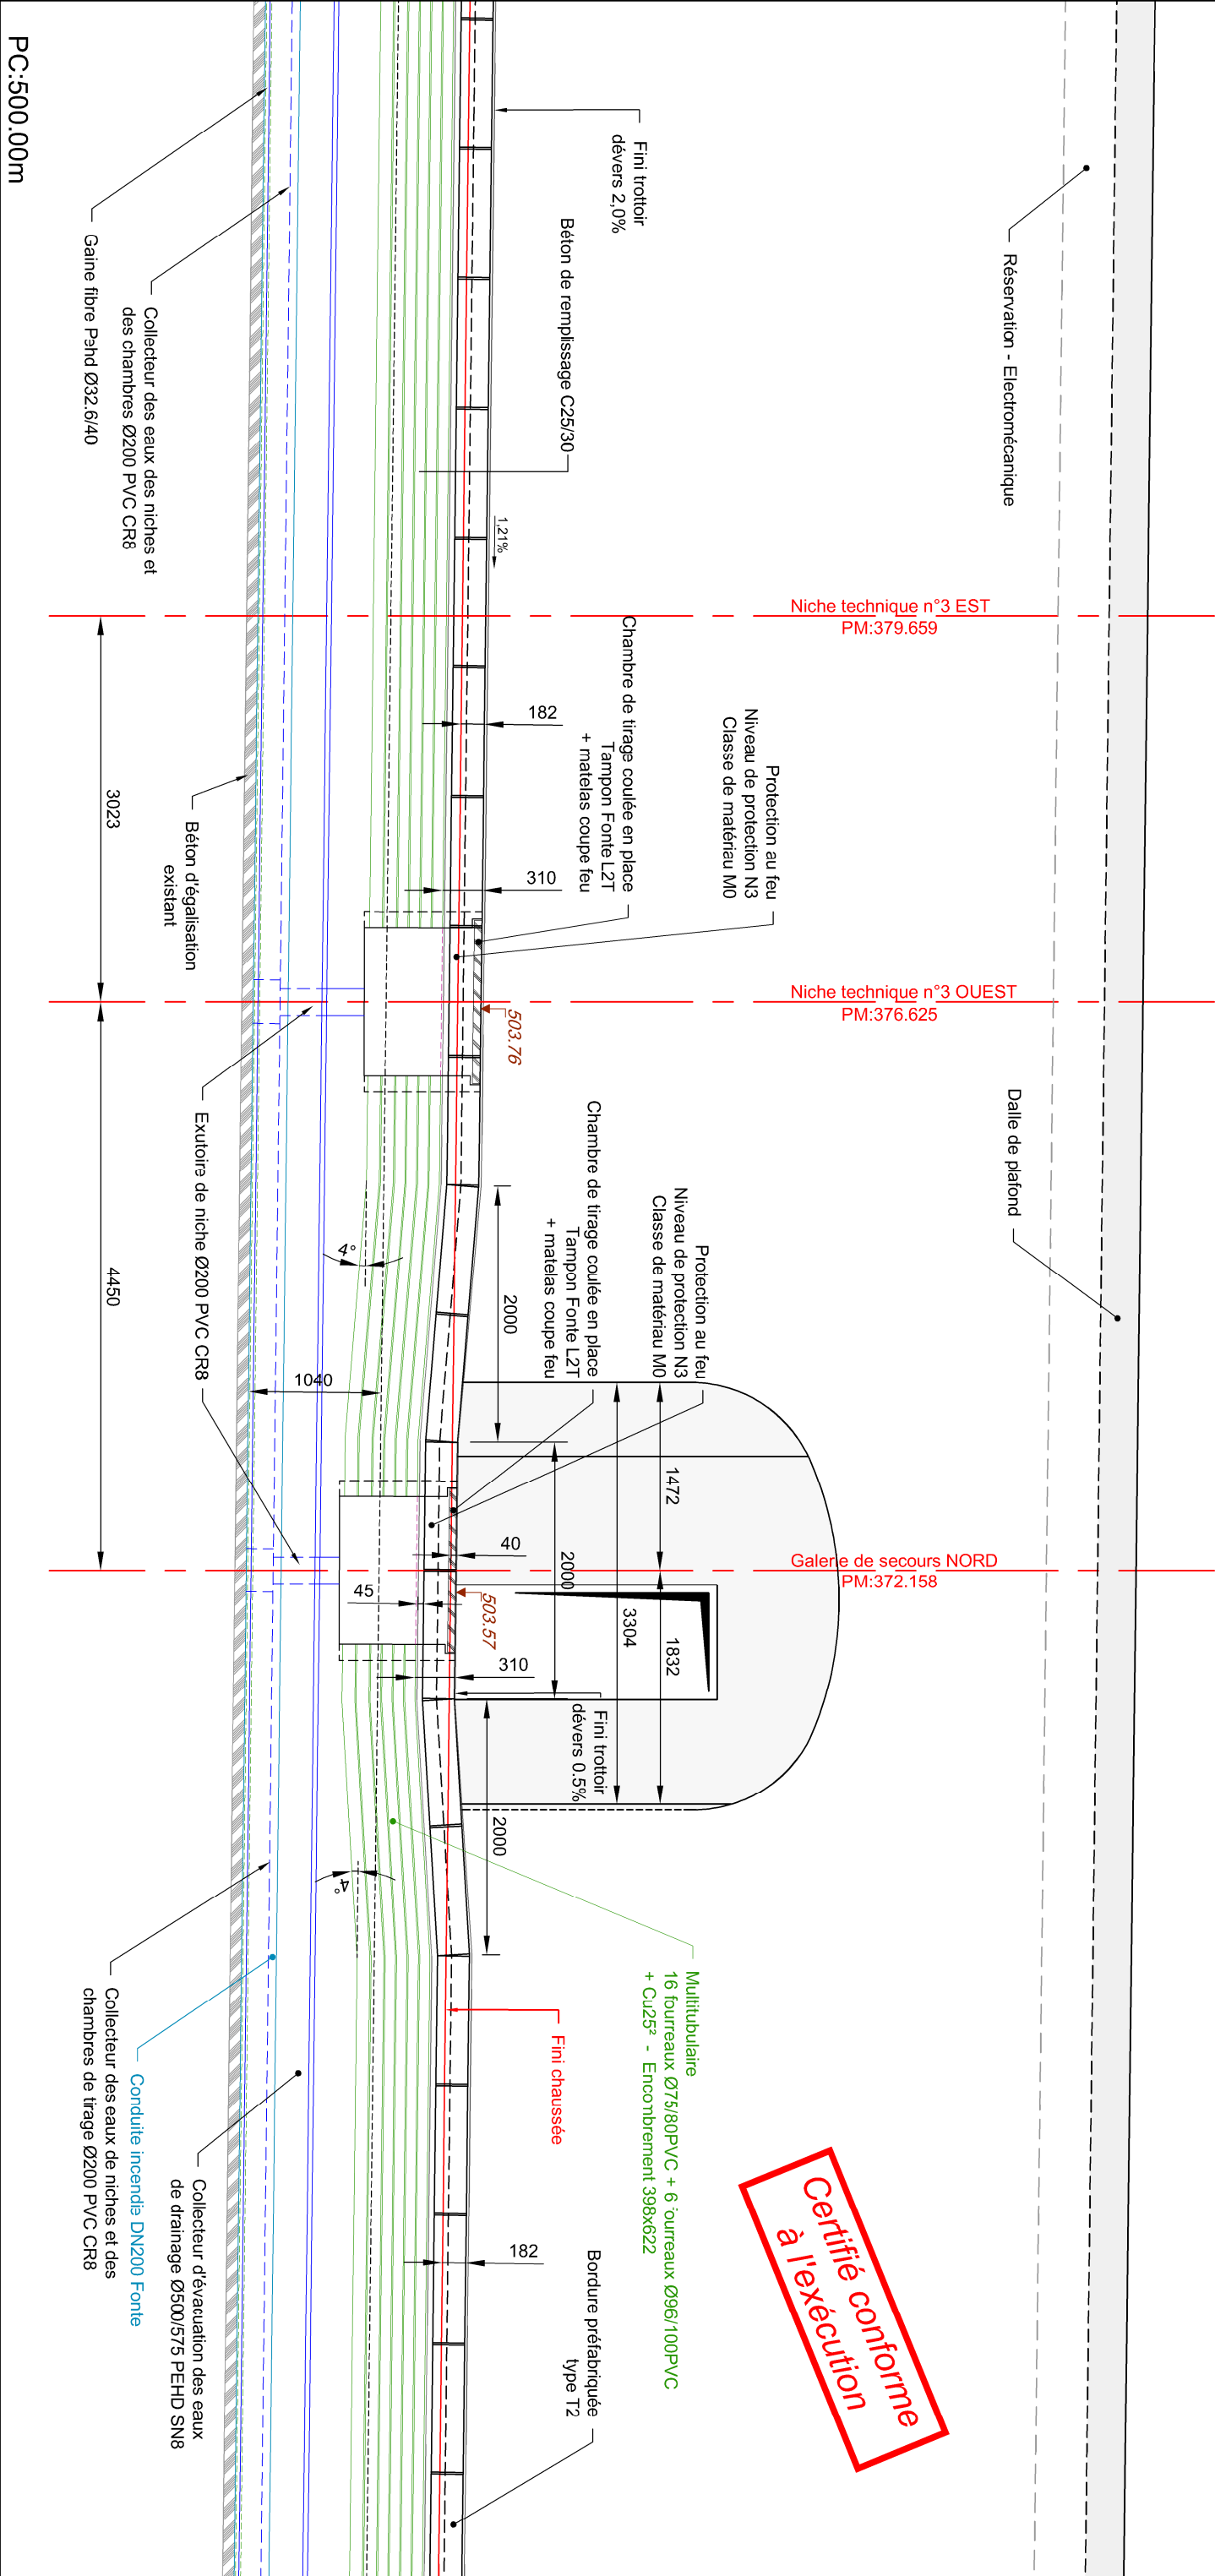 PC:500.00m
Fini trottoir
dévers 2,0%
Béton de remplissage C25/30
1,21%
Réservation - Electromécanique
Collecteur des eaux des niches et
des chambres Ø200 PVC CR8
Gaine fibre Pehd Ø32.6/40
Niche technique n°3 EST
PM:379.659
182
310
3023
Chambre de tirage coulée en place
Tampon Fonte L2T
+ matelas coupe feu
Protection au feu
Niveau de protection N3
Classe de matériau M0
Béton d'égalisation
existant
Niche technique n°3 OUEST
PM:376.625
503.76
Exutoire de niche Ø200 PVC CR8
4450
Dalle de plafond
Chambre de tirage coulée en place
Tampon Fonte L2T
+ matelas coupe feu
Protection au feu
Niveau de protection N3
Classe de matériau M0
4°
2000
1040
1472
40
2000
3304
Galerie de secours NORD
PM:372.158
45
503.57
1832
310
Fini trottoir
dévers 0.5%
2000
4°
Multitubulaire
16 fourreaux Ø75/80PVC + 6 fourreaux Ø96/100PVC
+ Cu25² - Encombrement 398x622
Fini chaussée
Collecteur des eaux de niches et des
chambres de tirage Ø200 PVC CR8
Conduite incendie DN200 Fonte
Collecteur d'évacuation des eaux
de drainage Ø500/575 PEHD SN8
182
Bordure préfabriquée
type T2
Certifié conforme
à l'exécution